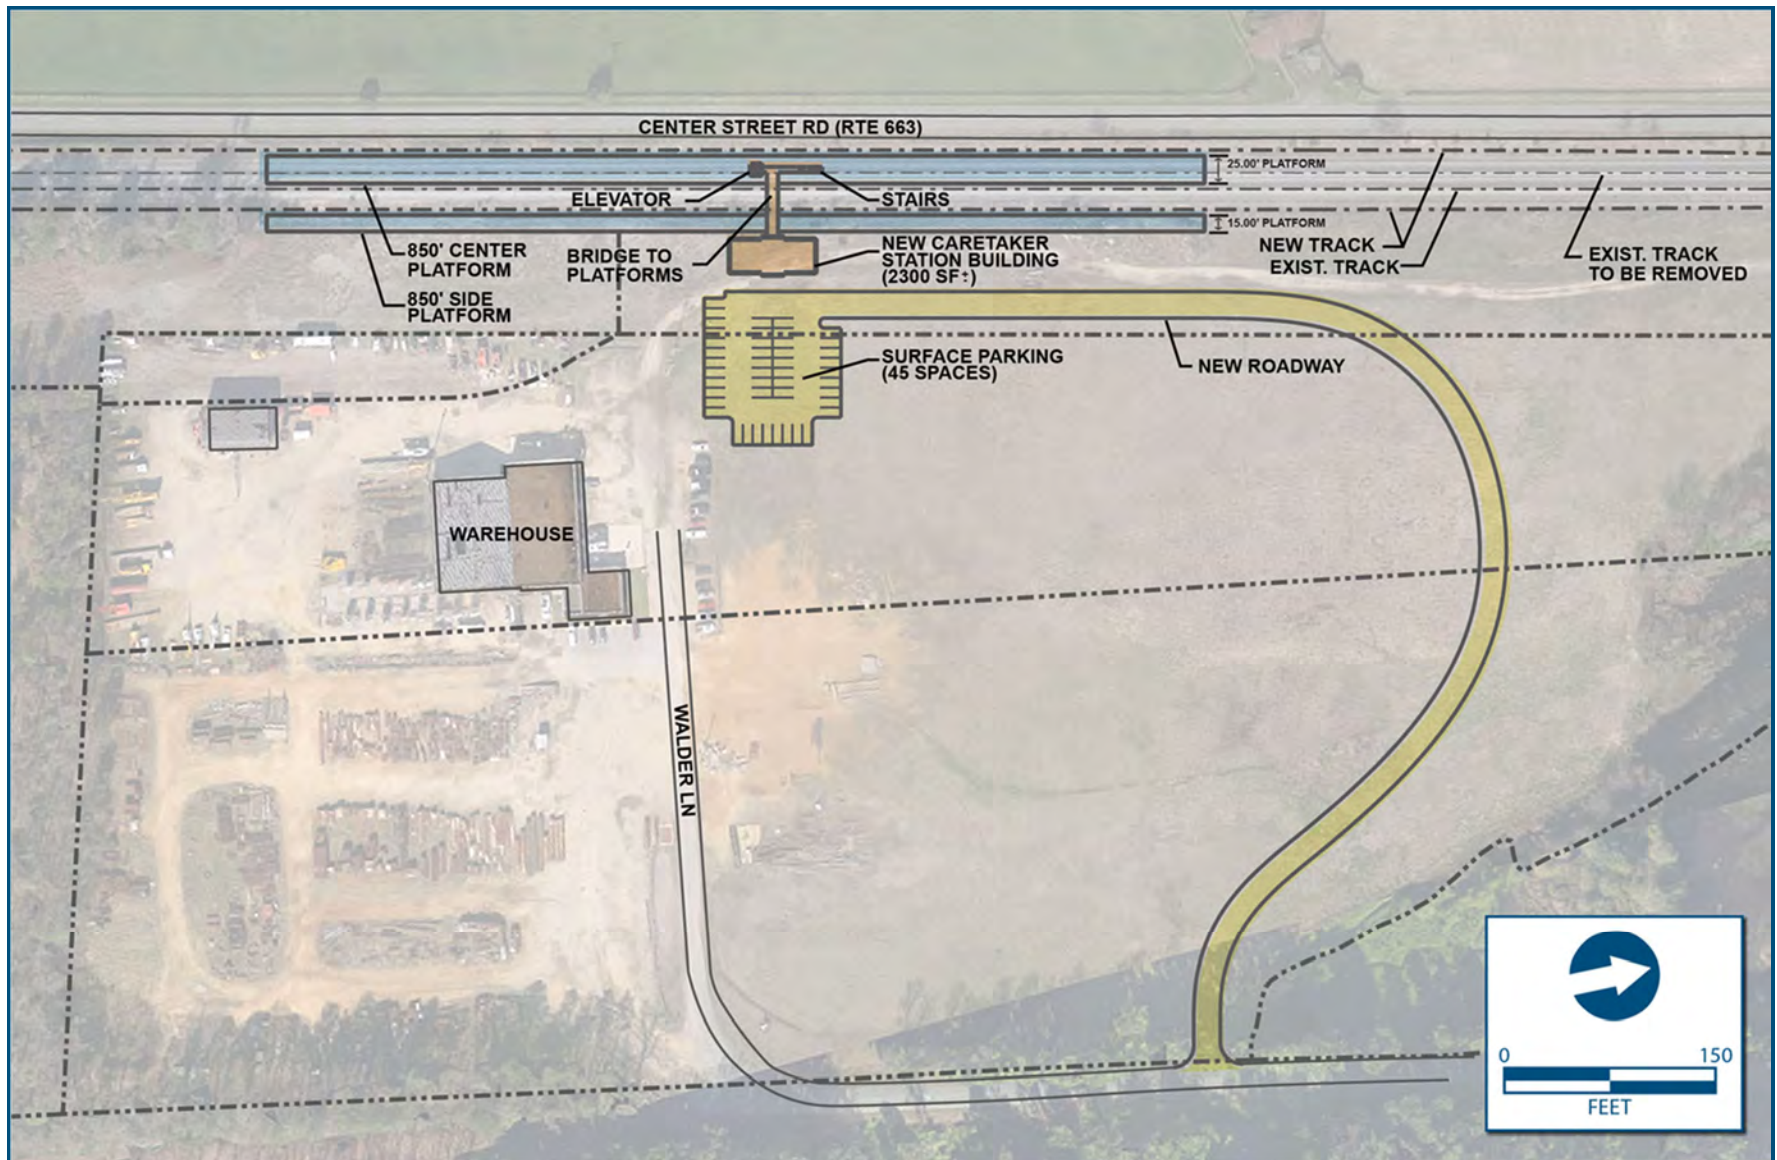 CENTER STREET RD (RTE 663)
25.00' PLATFORM
ELEVATOR
STAIRS
15.00' PLATFORM
850' CENTER
PLATFORM
BRIDGE TO
PLATFORMS
NEW CARETAKER
STATION BUILDING
(2300 SF±)
NEW TRACK
EXIST. TRACK
EXIST. TRACK
TO BE REMOVED
850' SIDE
PLATFORM
SURFACE PARKING
(45 SPACES)
NEW ROADWAY
WAREHOUSE
WALDER LN
0 150
FEET